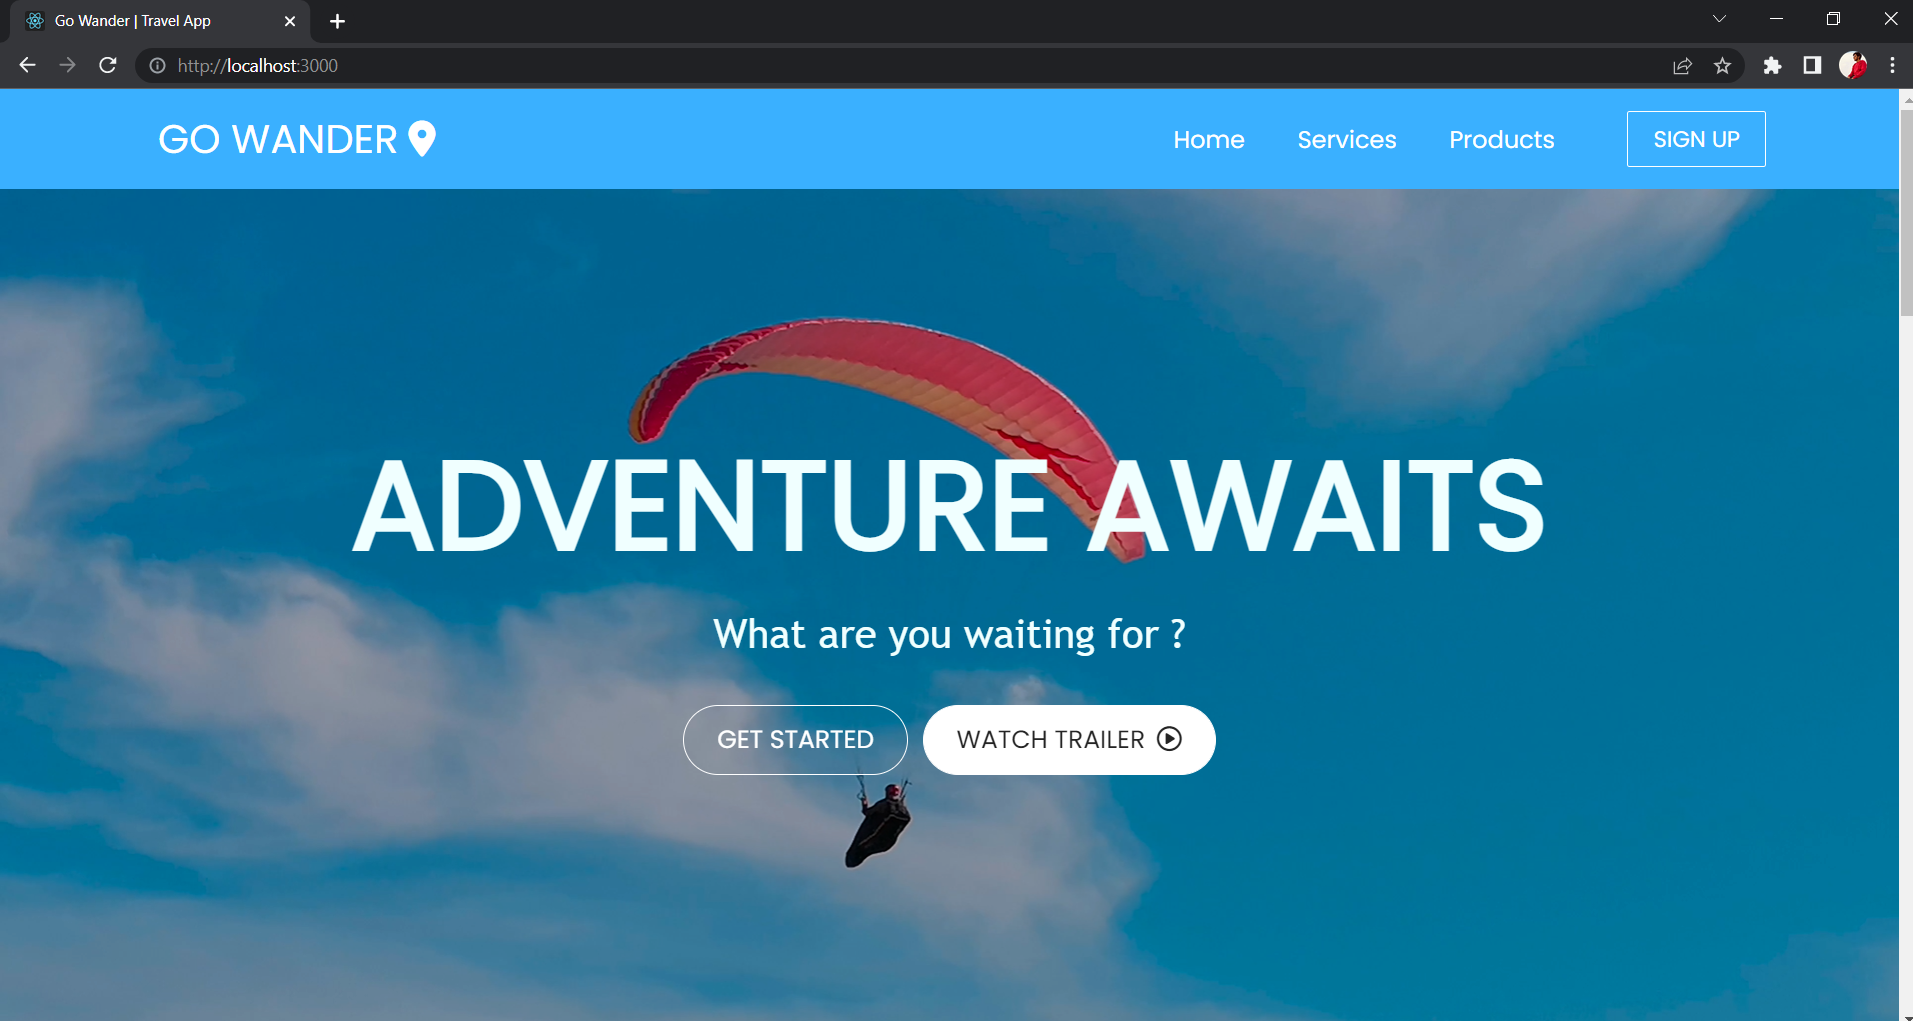 Go Wander | Travel App
http://localhost:3000
GO WANDER
Home Services Products SIGN UP
ADVENTURE AWAITS
What are you waiting for ?
GET STARTED WATCH TRAILER